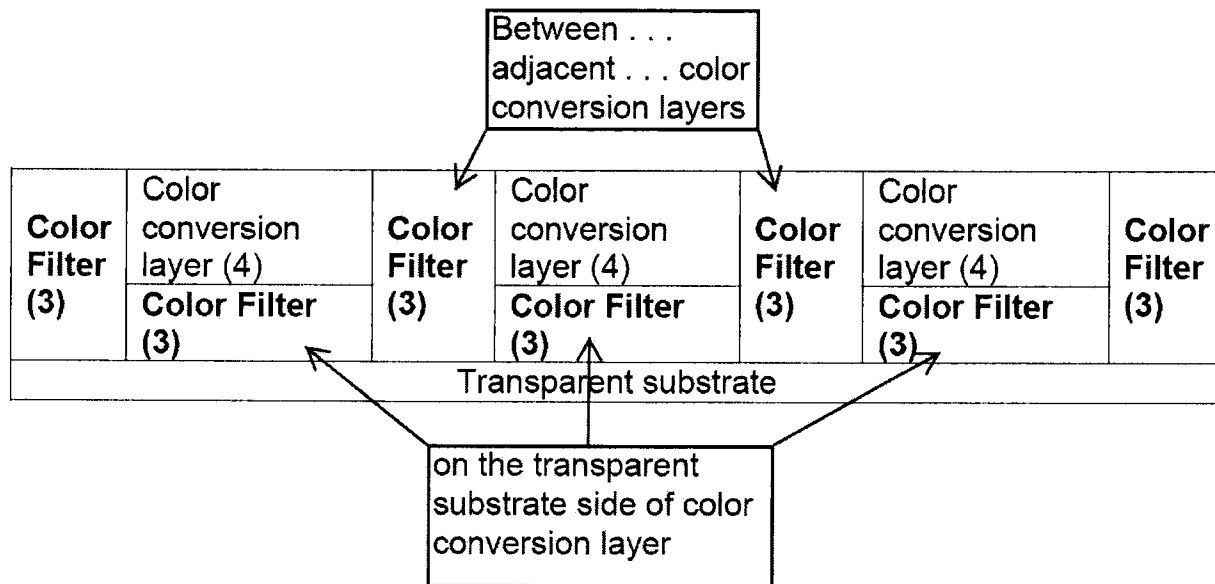 Between . . .
adjacent . . . color
conversion layers
Color
Filter
(3)
Color
conversion
layer (4)
Color Filter
(3)
Color
Filter
(3)
Color
conversion
layer (4)
Color Filter
(3)
Color
Filter
(3)
Color
conversion
layer (4)
Color Filter
(3)
Color
Filter
(3)
Transparent substrate
on the transparent
substrate side of color
conversion layer